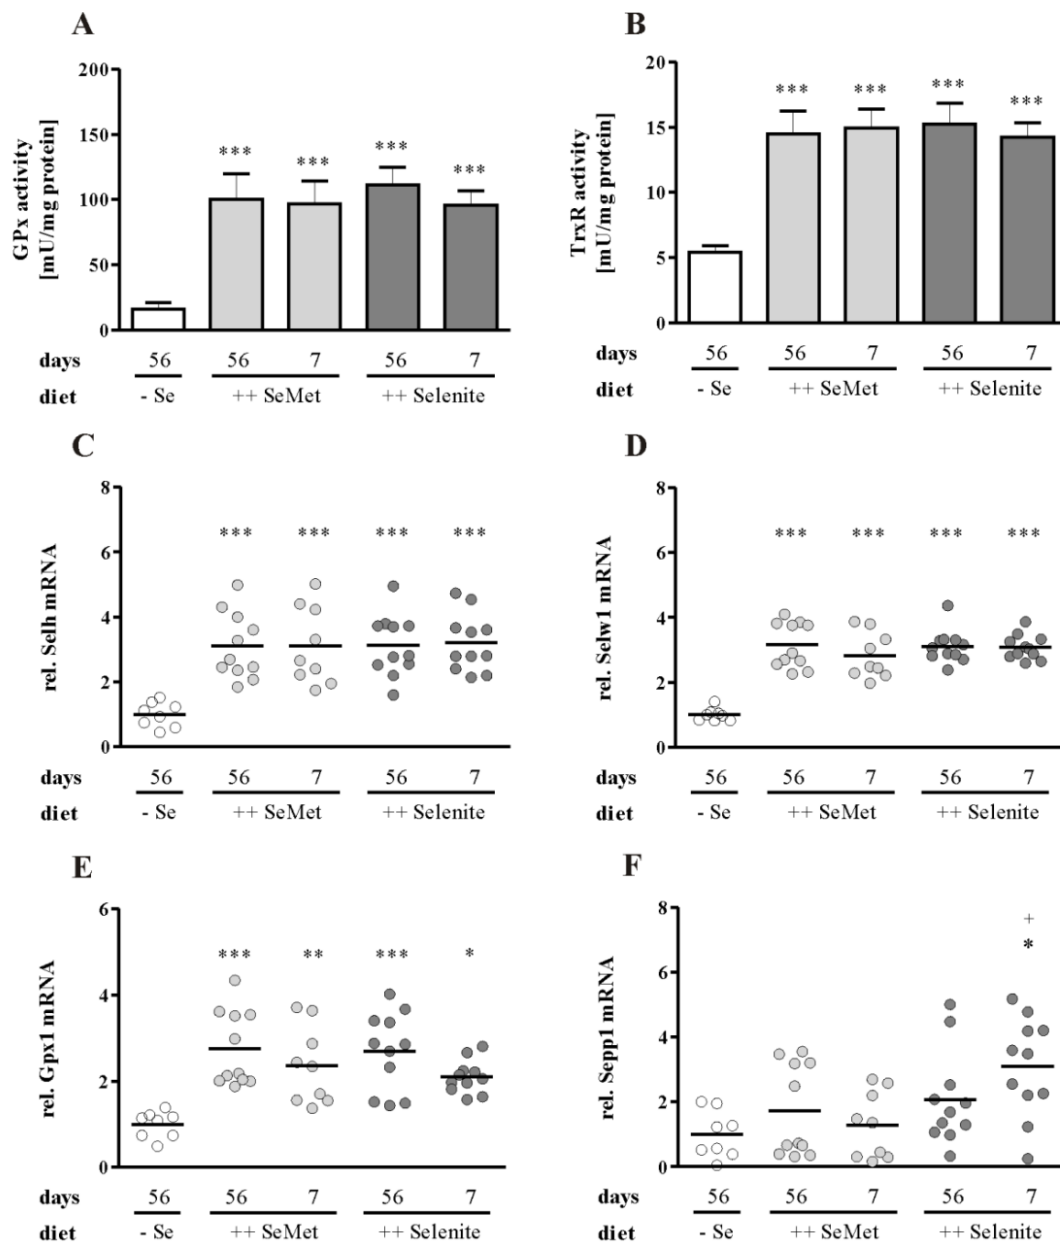 A
B
GPx activity
[mU/mg protein]
200
150
100
50
0
***
***
***
***
days 56 56 7 56 7
diet - Se ++ SeMet ++ Selenite
TrxR activity
[mU/mg protein]
20
15
10
5
0
***
***
***
***
days 56 56 7 56 7
diet - Se ++ SeMet ++ Selenite
C
D
rel. Selh mRNA
8
6
4
2
0
*** *** *** ***
days 56 56 7 56 7
diet - Se ++ SeMet ++ Selenite
rel. Selw1 mRNA
8
6
4
2
0
*** *** *** ***
days 56 56 7 56 7
diet - Se ++ SeMet ++ Selenite
E
F
rel. Gpx1 mRNA
6
4
2
0
*** ** *** *
days 56 56 7 56 7
diet - Se ++ SeMet ++ Selenite
rel. Sepp1 mRNA
8
6
4
2
0
+
*
days 56 56 7 56 7
diet - Se ++ SeMet ++ Selenite